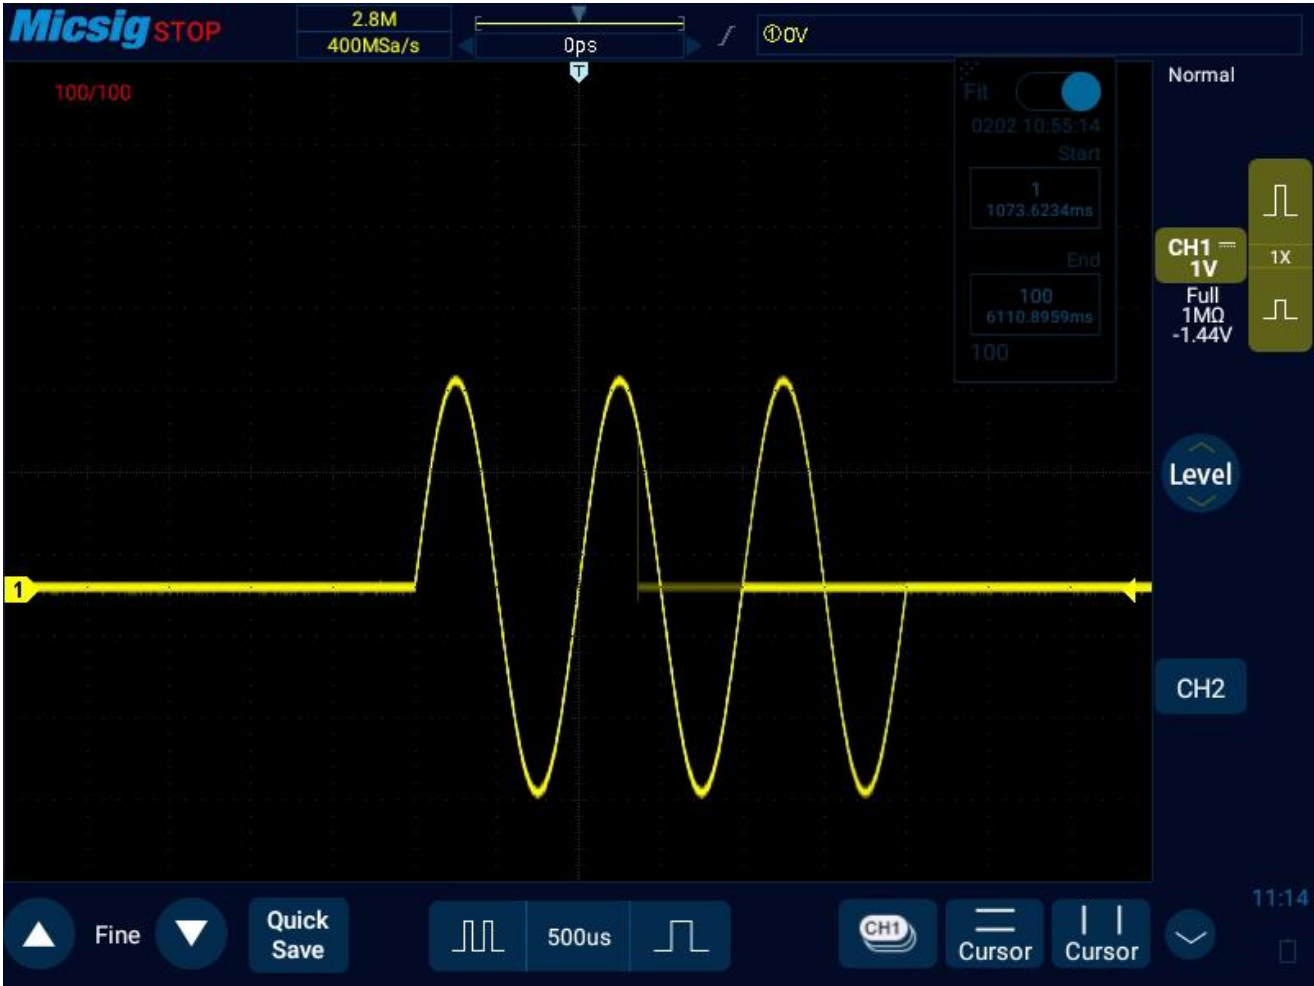 Micsig STOP
2.8M
400MSa/s
0ps
①0V
T
100/100
Normal
Fit
0202 10:55:14
Start
1
1073.6234ms
CH1
1V
1X
End
Full
1MΩ
-1.44V
100
6110.8959ms
100
Level
1
CH2
11:14
Fine
Quick
Save
500us
CH1
Cursor
Cursor